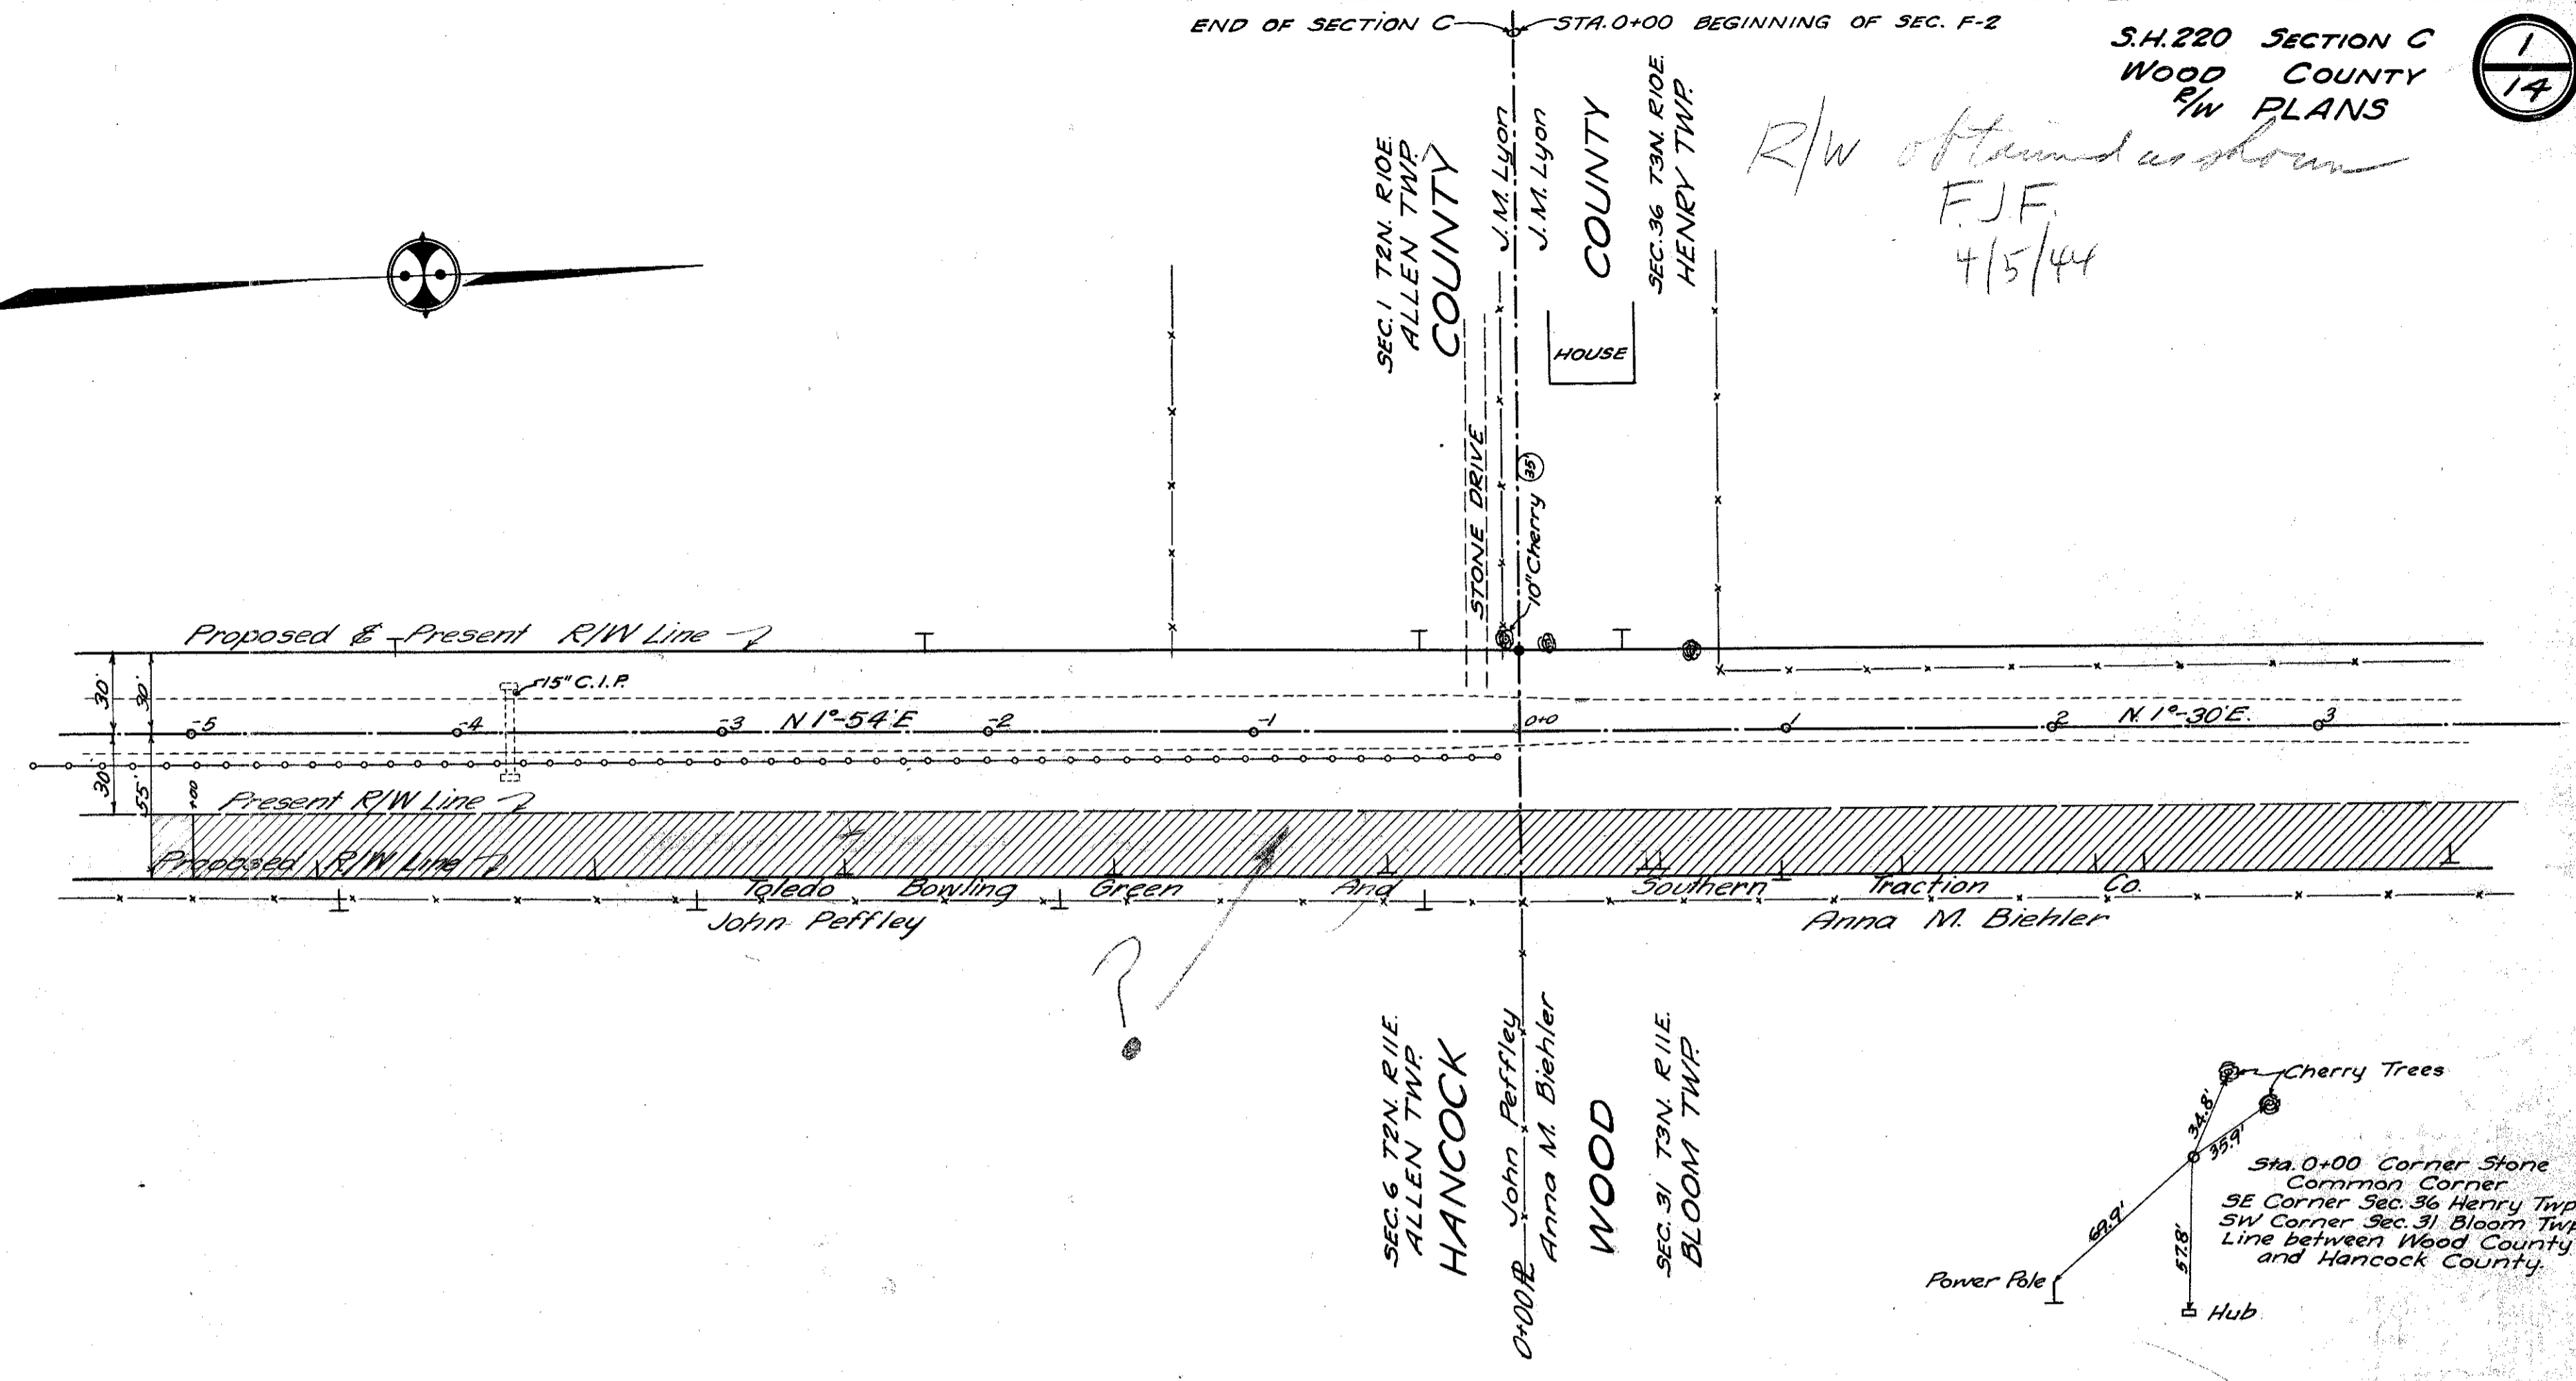 END OF SECTION C
STA. 0+00 BEGINNING OF SEC. F-2
S.H. 220 SECTION C
WOOD COUNTY
R/W PLANS
1
14
R/W obtained as shown
F.J.F.
4/5/44
SEC. 1 T2N. R10E.
ALLEN TWP.
COUNTY
J.M. Lyon
J.M. Lyon
COUNTY
SEC. 36 T3N. R10E.
HENRY TWP.
HOUSE
STONE DRIVE
10" Cherry
35'
Proposed & Present R/W Line
30'
30'
15" C.I.P.
-5
-4
-3
N 1°-54'E
-2
-1
0+0
1
2
N. 1°-30'E.
3
30'
55'
+00
Present R/W Line
Proposed R/W Line
Toledo Bowling Green And Southern Traction Co.
John Peffley
Anna M. Biehler
?
SEC. 6 T2N. R11E.
ALLEN TWP.
HANCOCK
John Peffley
0+00 PL
Anna M. Biehler
WOOD
SEC. 31 T3N. R11E.
BLOOM TWP.
Cherry Trees
34.8'
35.9'
69.9'
57.8'
Sta. 0+00 Corner Stone
Common Corner
SE Corner Sec. 36 Henry Twp
SW Corner Sec. 31 Bloom Twp
Line between Wood County
and Hancock County.
Power Pole
Hub